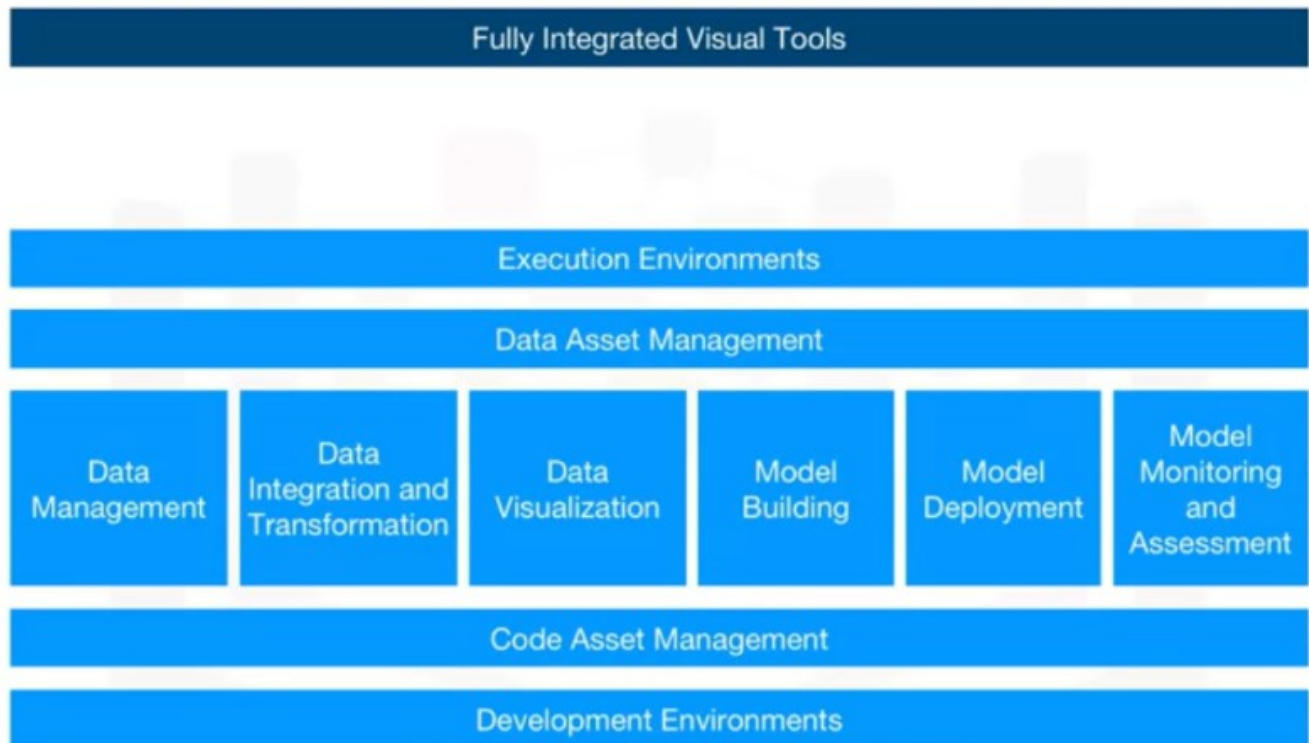 Fully Integrated Visual Tools
Execution Environments
Data Asset Management
Data
Management
Data
Integration and
Transformation
Data
Visualization
Model
Building
Model
Deployment
Model
Monitoring
and
Assessment
Code Asset Management
Development Environments